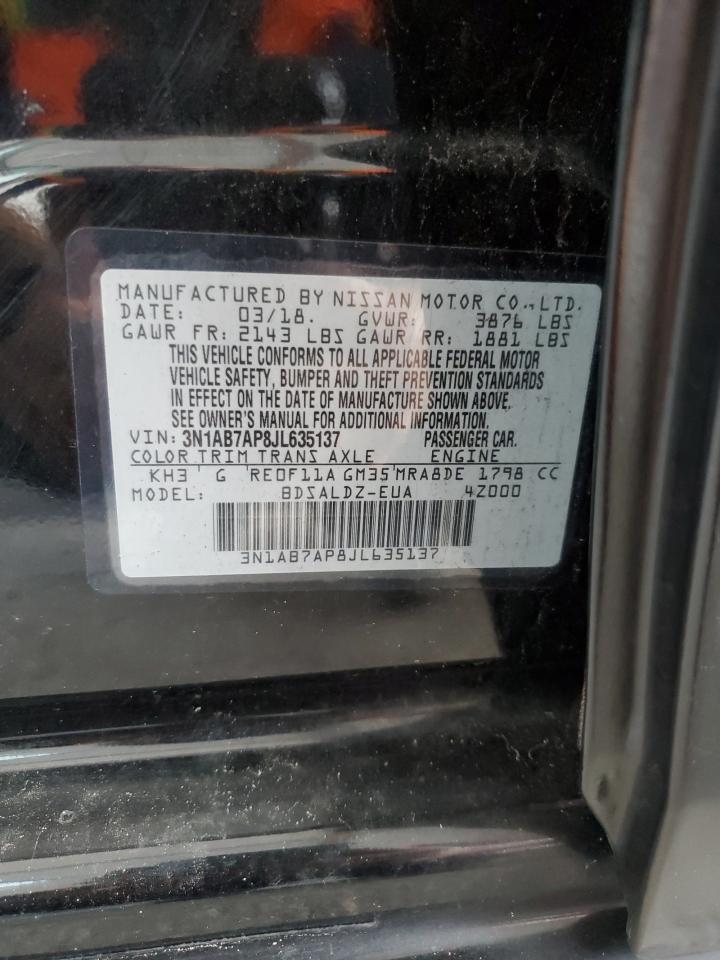 MANUFACTURED BY NISSAN MOTOR CO., LTD.
DATE: 03/18. GVWR: 3876 LBS
GAWR FR: 2143 LBS GAWR RR: 1881 LBS
THIS VEHICLE CONFORMS TO ALL APPLICABLE FEDERAL MOTOR
VEHICLE SAFETY, BUMPER AND THEFT PREVENTION STANDARDS
IN EFFECT ON THE DATE OF MANUFACTURE SHOWN ABOVE.
SEE OWNER'S MANUAL FOR ADDITIONAL INFORMATION.
VIN: 3N1AB7AP8JL635137 PASSENGER CAR.
COLOR TRIM TRANS AXLE ENGINE
KH3 G RE0F11A GM35 MRA8DE 1798 CC
MODEL: BDSALDZ-EUA 4Z000
3N1AB7AP8JL635137